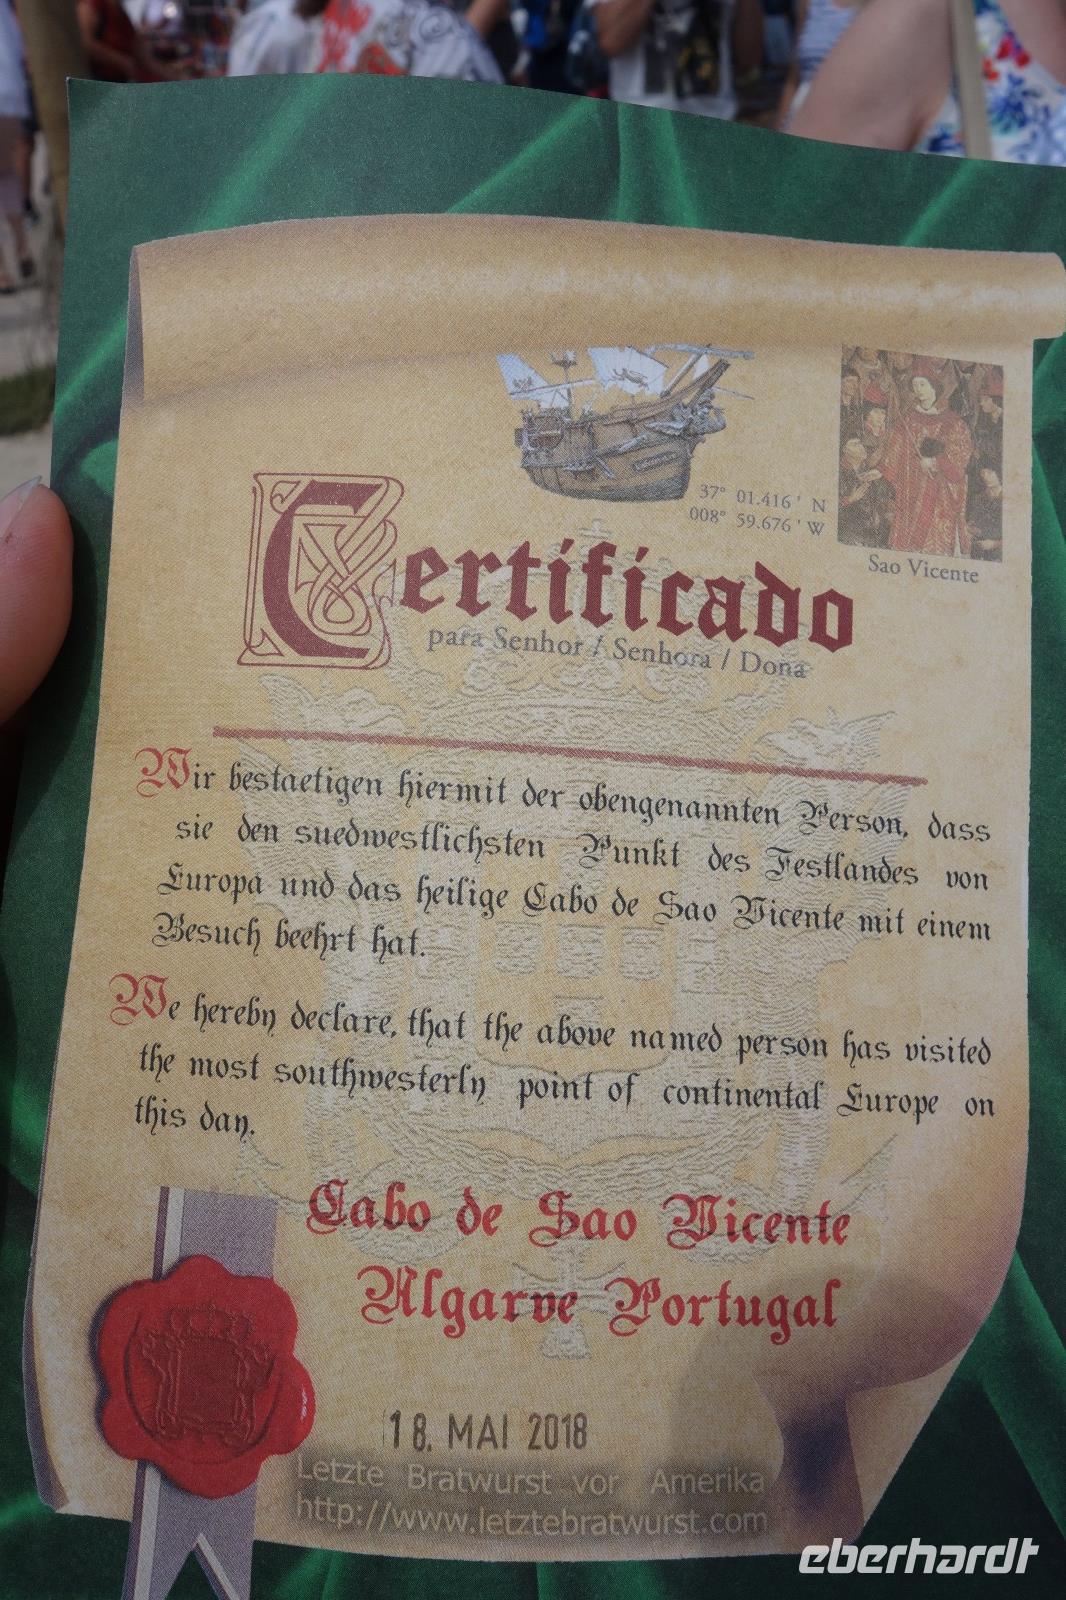 37° 01.416 ' N
008° 59.676 ' W
Sao Vicente
Certificado
para Senhor / Senhora / Dona
Wir bestaetigen hiermit der obengenannten Person, dass
sie den suedwestlichsten Punkt des Festlandes von
Europa und das heilige Cabo de Sao Vicente mit einem
Besuch beehrt hat.
We hereby declare, that the above named person has visited
the most southwesterly point of continental Europe on
this day.
Cabo de Sao Vicente
Algarve Portugal
18. MAI 2018
Letzte Bratwurst vor Amerika
http://www.letztebratwurst.com
eberhardt